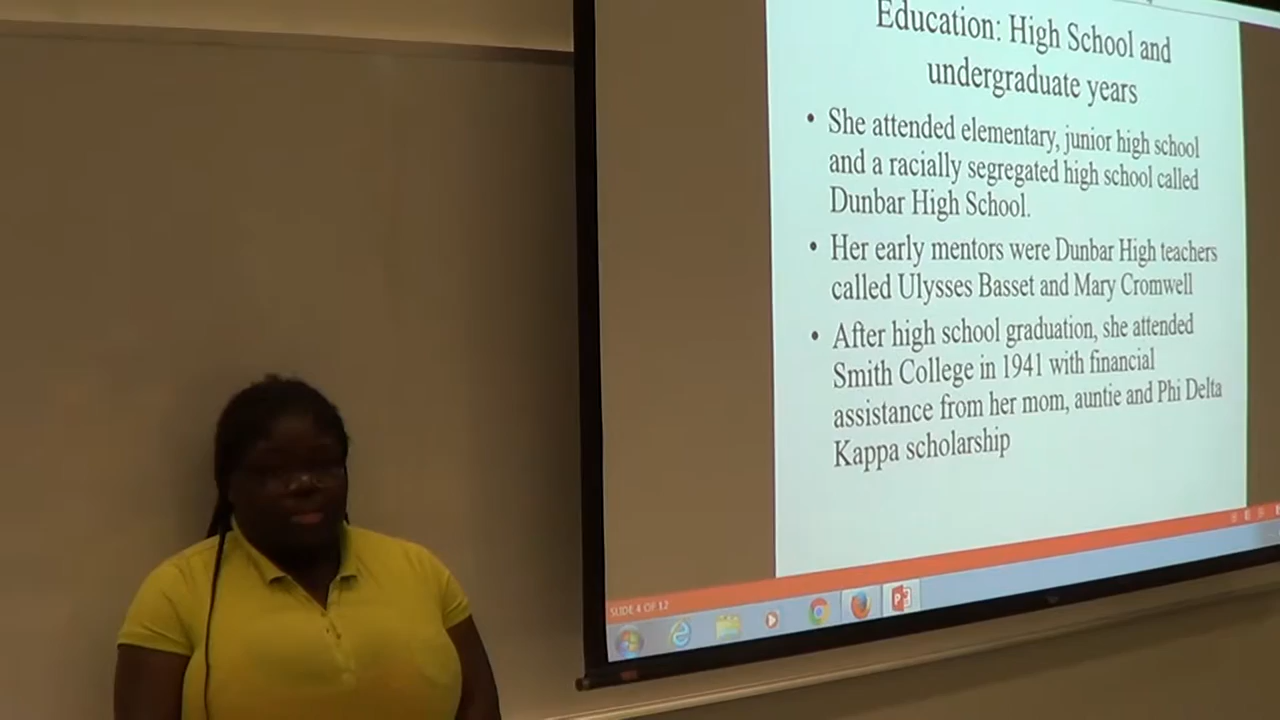 Education: High School and
undergraduate years
• She attended elementary, junior high school
and a racially segregated high school called
Dunbar High School.
• Her early mentors were Dunbar High teachers
called Ulysses Basset and Mary Cromwell
• After high school graduation, she attended
Smith College in 1941 with financial
assistance from her mom, auntie and Phi Delta
Kappa scholarship
SLIDE 4 OF 12